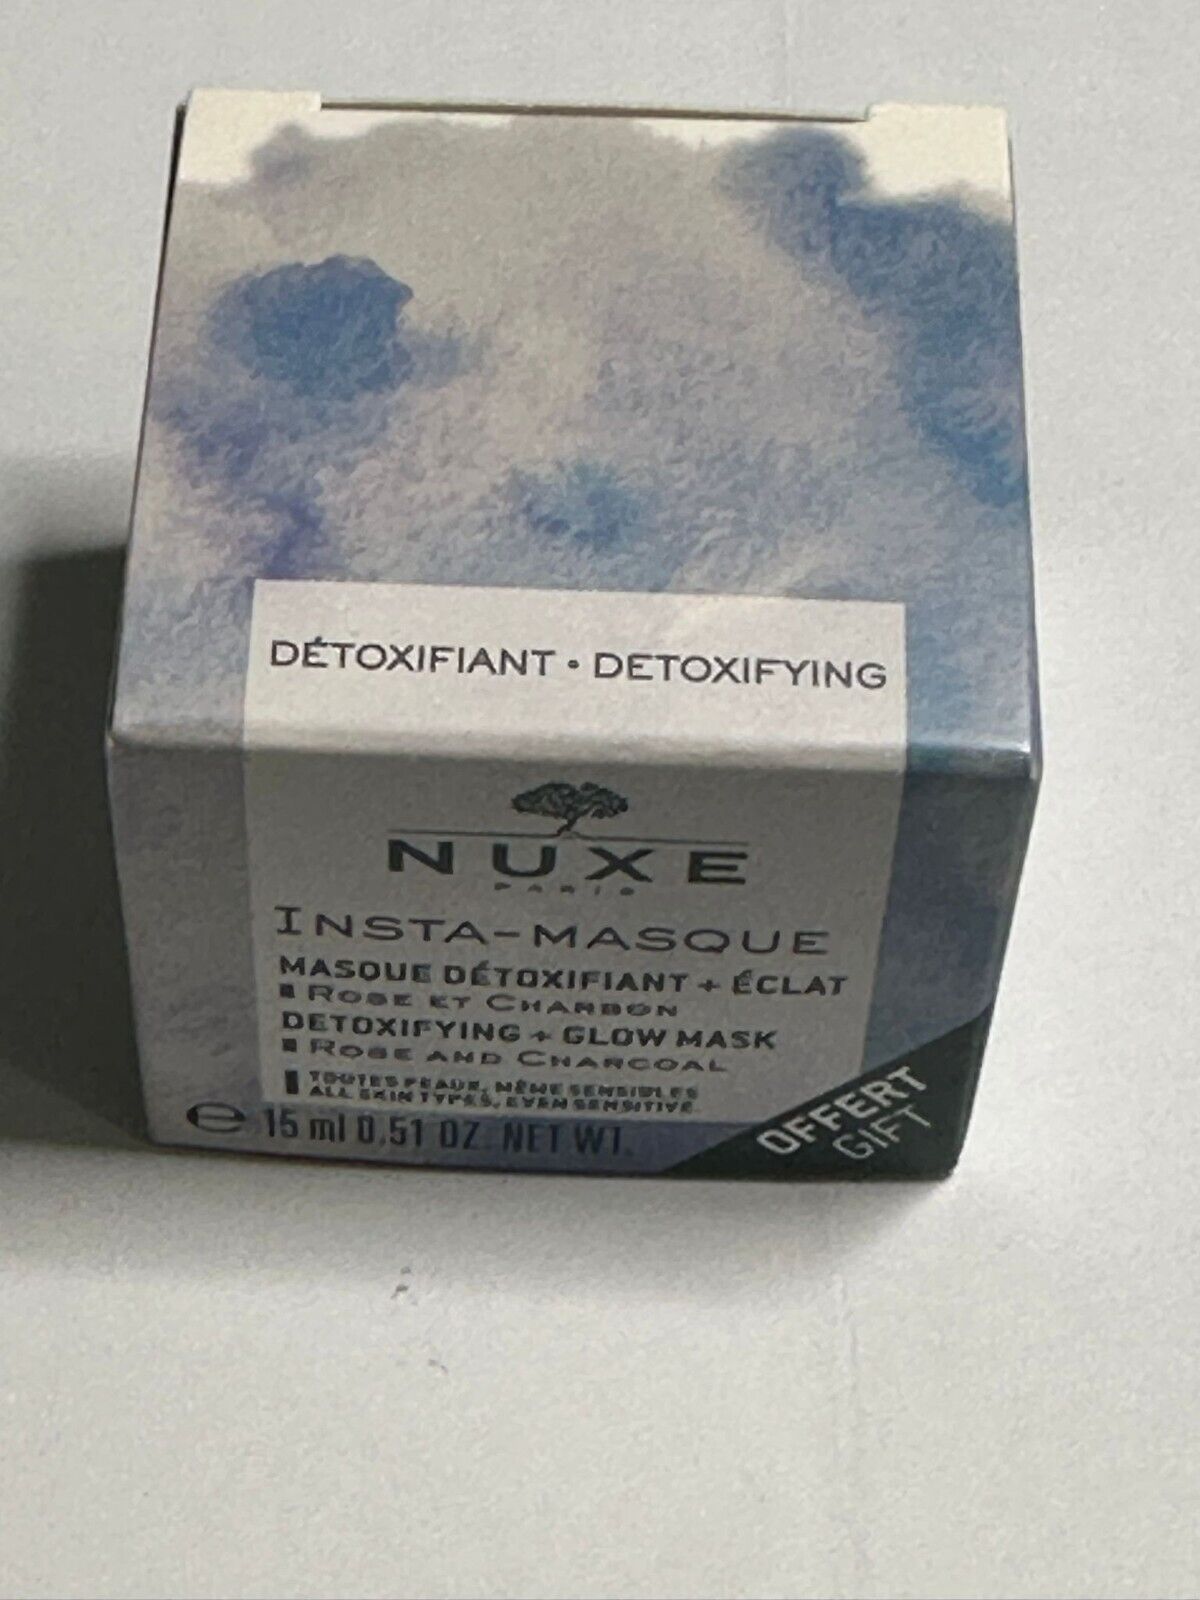 DÉTOXIFIANT • DETOXIFYING
NUXE
PARIS
INSTA-MASQUE
MASQUE DÉTOXIFIANT + ÉCLAT
ROSE ET CHARBON
DETOXIFYING + GLOW MASK
ROSE AND CHARCOAL
TOUTES PEAUX, MÊME SENSIBLES
ALL SKIN TYPES, EVEN SENSITIVE
℮ 15 ml 0,51 OZ. NET WT.
OFFERT
GIFT